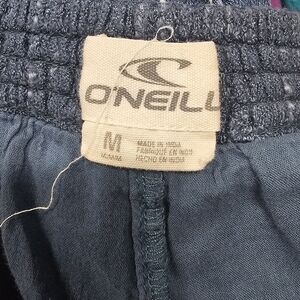 O'NEILL
M
MADE IN INDIA
FABRIQUÉ EN INDE
HECHO EN INDIA